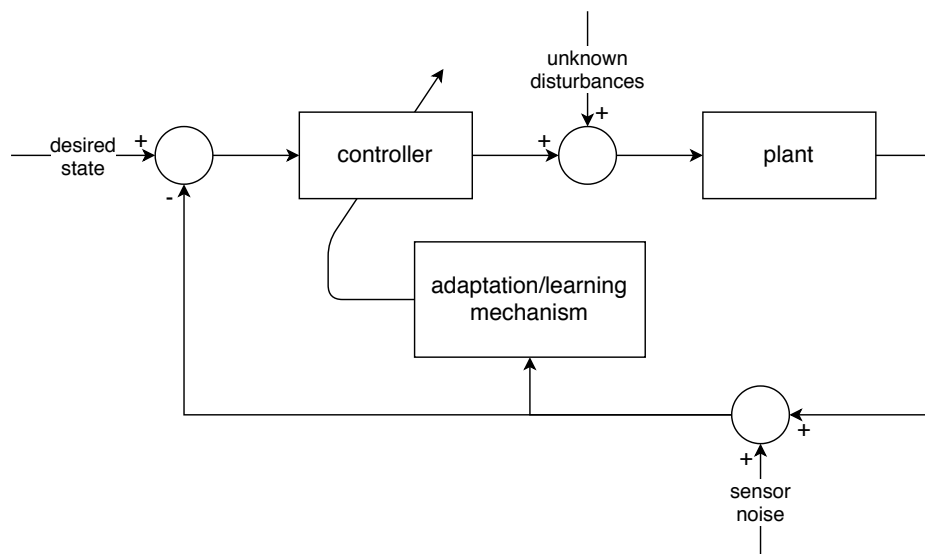 unknown
disturbances
+
desired
state
+
-
controller
+
plant
adaptation/learning
mechanism
+
+
sensor
noise